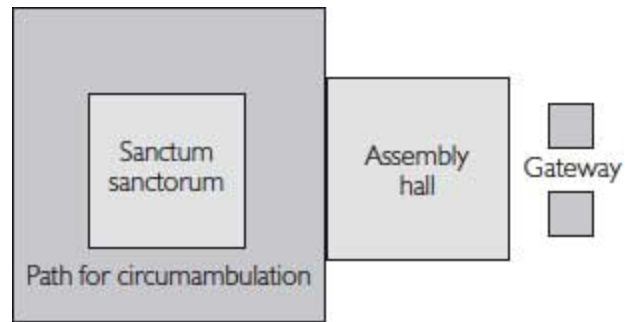 Sanctum
sanctorum
Path for circumambulation
Assembly
hall
Gateway